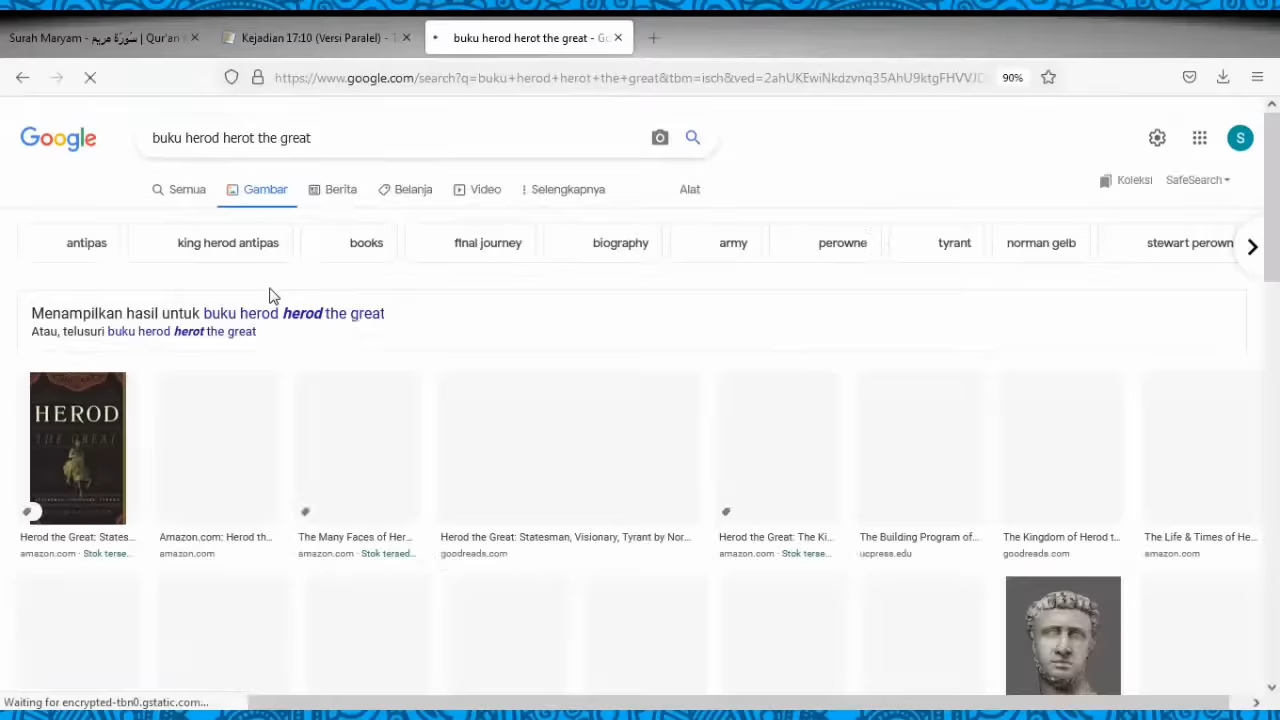 Surah Maryam - سُوْرَة مريم | Qur'an
Kejadian 17:10 (Versi Paralel) - T
buku herod herot the great - Go
https://www.google.com/search?q=buku+herod+herot+the+great&tbm=isch&ved=2ahUKEwiNkdzvnq35AhU9ktgFHVVJD
90%
Google
buku herod herot the great
S
Semua
Gambar
Berita
Belanja
Video
Selengkapnya
Alat
Koleksi
SafeSearch
antipas
king herod antipas
books
final journey
biography
army
perowne
tyrant
norman gelb
stewart perown
Menampilkan hasil untuk buku herod herod the great
Atau, telusuri buku herod herot the great
HEROD
THE GREAT
Herod the Great: States...
amazon.com · Stok terse...
Amazon.com: Herod th...
amazon.com
The Many Faces of Her...
amazon.com · Stok tersed...
Herod the Great: Statesman, Visionary, Tyrant by Nor...
goodreads.com
Herod the Great: The Ki...
amazon.com · Stok terse...
The Building Program of...
ucpress.edu
The Kingdom of Herod t...
goodreads.com
The Life & Times of He...
amazon.com
Waiting for encrypted-tbn0.gstatic.com...